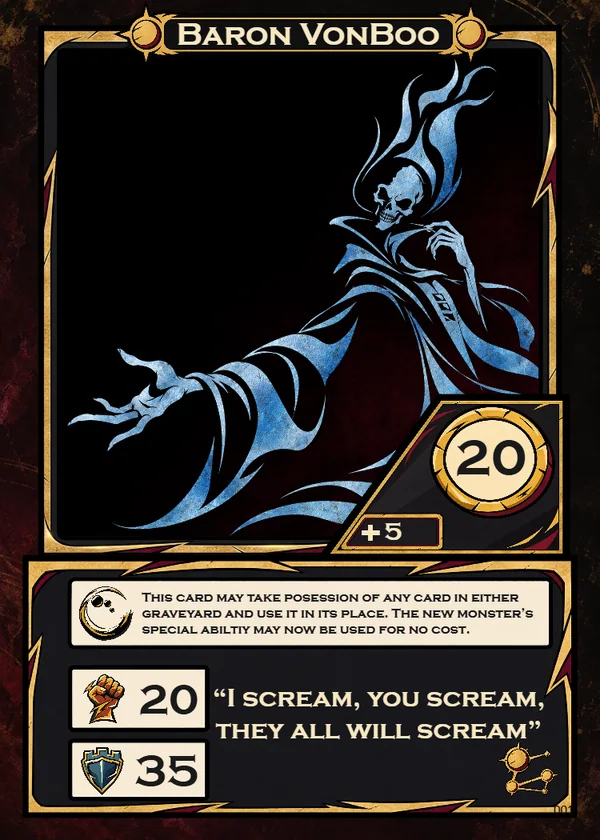 Baron VonBoo
20
+5
This card may take posession of any card in either
graveyard and use it in its place. The new monster's
special abiltiy may now be used for no cost.
20
"I scream, you scream,
they all will scream"
35